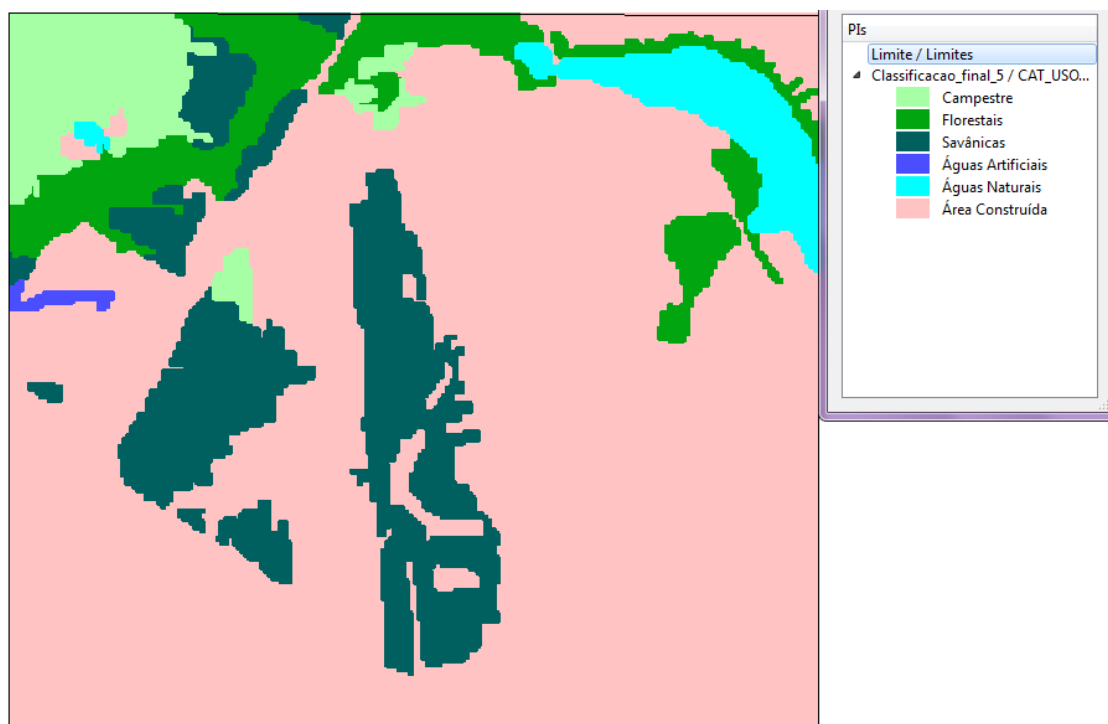 PIs
Limite / Limites
Classificacao_final_5 / CAT_USO...
Campestre
Florestais
Savânicas
Águas Artificiais
Águas Naturais
Área Construída